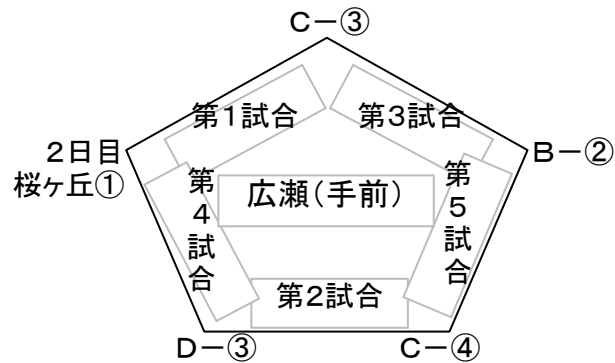 C－③
第１試合
第３試合
２日目
桜ヶ丘①
B－②
広瀬（手前）
第４試合
第５試合
第２試合
D－③
C－④